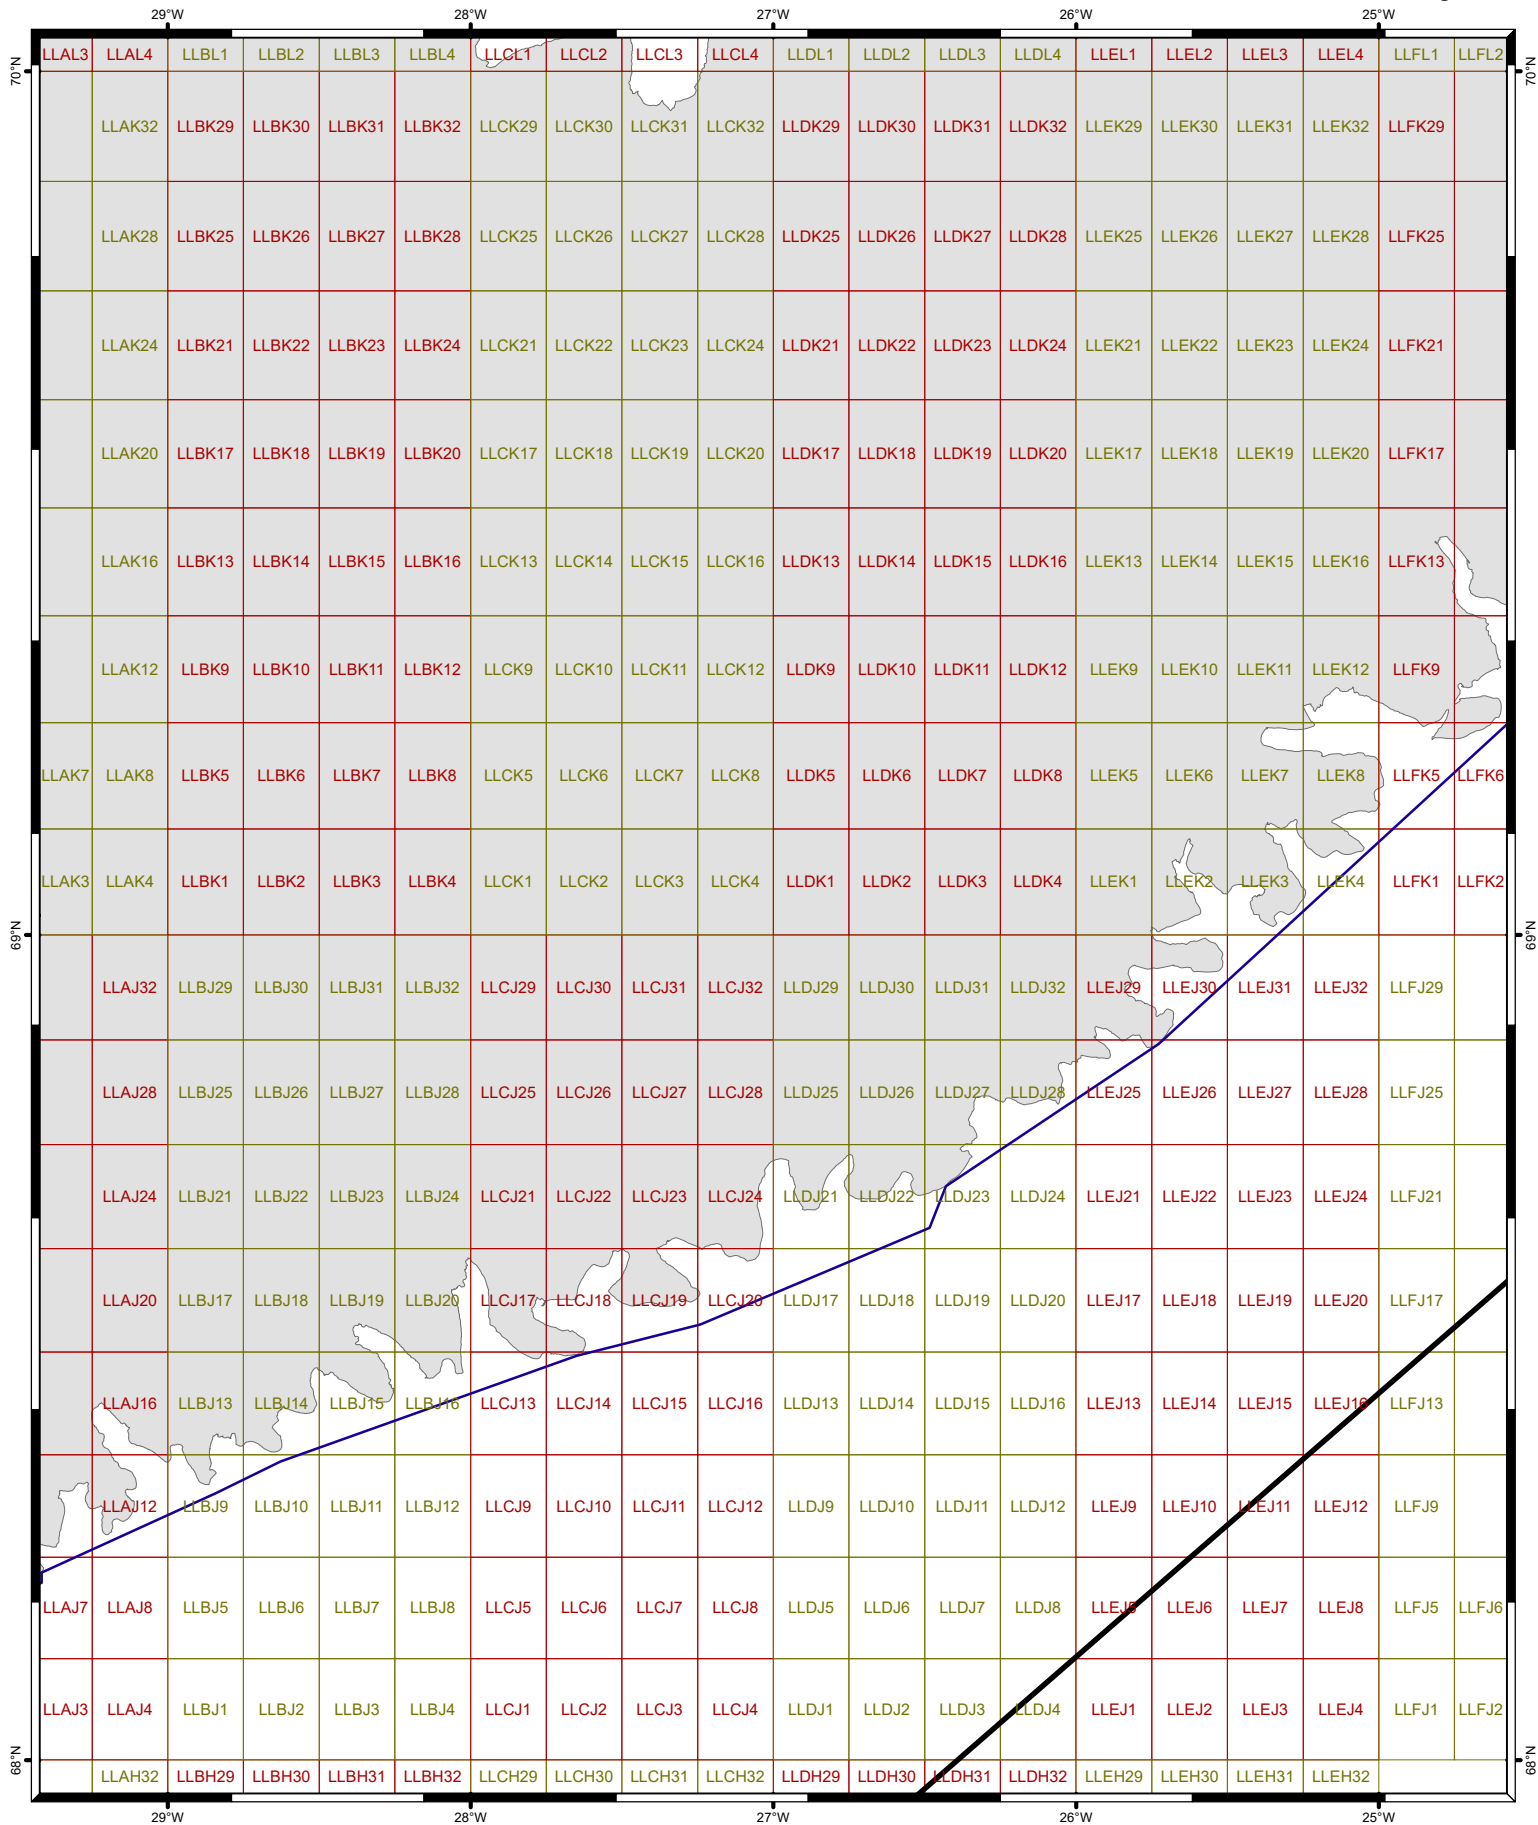 29°W 28°W 27°W 26°W 25°W
LLAL3 LLAL4 LLBL1 LLBL2 LLBL3 LLBL4 LLCL1 LLCL2 LLCL3 LLCL4 LLDL1 LLDL2 LLDL3 LLDL4 LLEL1 LLEL2 LLEL3 LLEL4 LLFL1 LLFL2
70°N 70°N
LLAK32 LLBK29 LLBK30 LLBK31 LLBK32 LLCK29 LLCK30 LLCK31 LLCK32 LLDK29 LLDK30 LLDK31 LLDK32 LLEK29 LLEK30 LLEK31 LLEK32 LLFK29
LLAK28 LLBK25 LLBK26 LLBK27 LLBK28 LLCK25 LLCK26 LLCK27 LLCK28 LLDK25 LLDK26 LLDK27 LLDK28 LLEK25 LLEK26 LLEK27 LLEK28 LLFK25
LLAK24 LLBK21 LLBK22 LLBK23 LLBK24 LLCK21 LLCK22 LLCK23 LLCK24 LLDK21 LLDK22 LLDK23 LLDK24 LLEK21 LLEK22 LLEK23 LLEK24 LLFK21
LLAK20 LLBK17 LLBK18 LLBK19 LLBK20 LLCK17 LLCK18 LLCK19 LLCK20 LLDK17 LLDK18 LLDK19 LLDK20 LLEK17 LLEK18 LLEK19 LLEK20 LLFK17
LLAK16 LLBK13 LLBK14 LLBK15 LLBK16 LLCK13 LLCK14 LLCK15 LLCK16 LLDK13 LLDK14 LLDK15 LLDK16 LLEK13 LLEK14 LLEK15 LLEK16 LLFK13
LLAK12 LLBK9 LLBK10 LLBK11 LLBK12 LLCK9 LLCK10 LLCK11 LLCK12 LLDK9 LLDK10 LLDK11 LLDK12 LLEK9 LLEK10 LLEK11 LLEK12 LLFK9
LLAK7 LLAK8 LLBK5 LLBK6 LLBK7 LLBK8 LLCK5 LLCK6 LLCK7 LLCK8 LLDK5 LLDK6 LLDK7 LLDK8 LLEK5 LLEK6 LLEK7 LLEK8 LLFK5 LLFK6
LLAK3 LLAK4 LLBK1 LLBK2 LLBK3 LLBK4 LLCK1 LLCK2 LLCK3 LLCK4 LLDK1 LLDK2 LLDK3 LLDK4 LLEK1 LLEK2 LLEK3 LLEK4 LLFK1 LLFK2
69°N 69°N
LLAJ32 LLBJ29 LLBJ30 LLBJ31 LLBJ32 LLCJ29 LLCJ30 LLCJ31 LLCJ32 LLDJ29 LLDJ30 LLDJ31 LLDJ32 LLEJ29 LLEJ30 LLEJ31 LLEJ32 LLFJ29
LLAJ28 LLBJ25 LLBJ26 LLBJ27 LLBJ28 LLCJ25 LLCJ26 LLCJ27 LLCJ28 LLDJ25 LLDJ26 LLDJ27 LLDJ28 LLEJ25 LLEJ26 LLEJ27 LLEJ28 LLFJ25
LLAJ24 LLBJ21 LLBJ22 LLBJ23 LLBJ24 LLCJ21 LLCJ22 LLCJ23 LLCJ24 LLDJ21 LLDJ22 LLDJ23 LLDJ24 LLEJ21 LLEJ22 LLEJ23 LLEJ24 LLFJ21
LLAJ20 LLBJ17 LLBJ18 LLBJ19 LLBJ20 LLCJ17 LLCJ18 LLCJ19 LLCJ20 LLDJ17 LLDJ18 LLDJ19 LLDJ20 LLEJ17 LLEJ18 LLEJ19 LLEJ20 LLFJ17
LLAJ16 LLBJ13 LLBJ14 LLBJ15 LLBJ16 LLCJ13 LLCJ14 LLCJ15 LLCJ16 LLDJ13 LLDJ14 LLDJ15 LLDJ16 LLEJ13 LLEJ14 LLEJ15 LLEJ16 LLFJ13
LLAJ12 LLBJ9 LLBJ10 LLBJ11 LLBJ12 LLCJ9 LLCJ10 LLCJ11 LLCJ12 LLDJ9 LLDJ10 LLDJ11 LLDJ12 LLEJ9 LLEJ10 LLEJ11 LLEJ12 LLFJ9
LLAJ7 LLAJ8 LLBJ5 LLBJ6 LLBJ7 LLBJ8 LLCJ5 LLCJ6 LLCJ7 LLCJ8 LLDJ5 LLDJ6 LLDJ7 LLDJ8 LLEJ5 LLEJ6 LLEJ7 LLEJ8 LLFJ5 LLFJ6
LLAJ3 LLAJ4 LLBJ1 LLBJ2 LLBJ3 LLBJ4 LLCJ1 LLCJ2 LLCJ3 LLCJ4 LLDJ1 LLDJ2 LLDJ3 LLDJ4 LLEJ1 LLEJ2 LLEJ3 LLEJ4 LLFJ1 LLFJ2
68°N 68°N
LLAH32 LLBH29 LLBH30 LLBH31 LLBH32 LLCH29 LLCH30 LLCH31 LLCH32 LLDH29 LLDH30 LLDH31 LLDH32 LLEH29 LLEH30 LLEH31 LLEH32
29°W 28°W 27°W 26°W 25°W